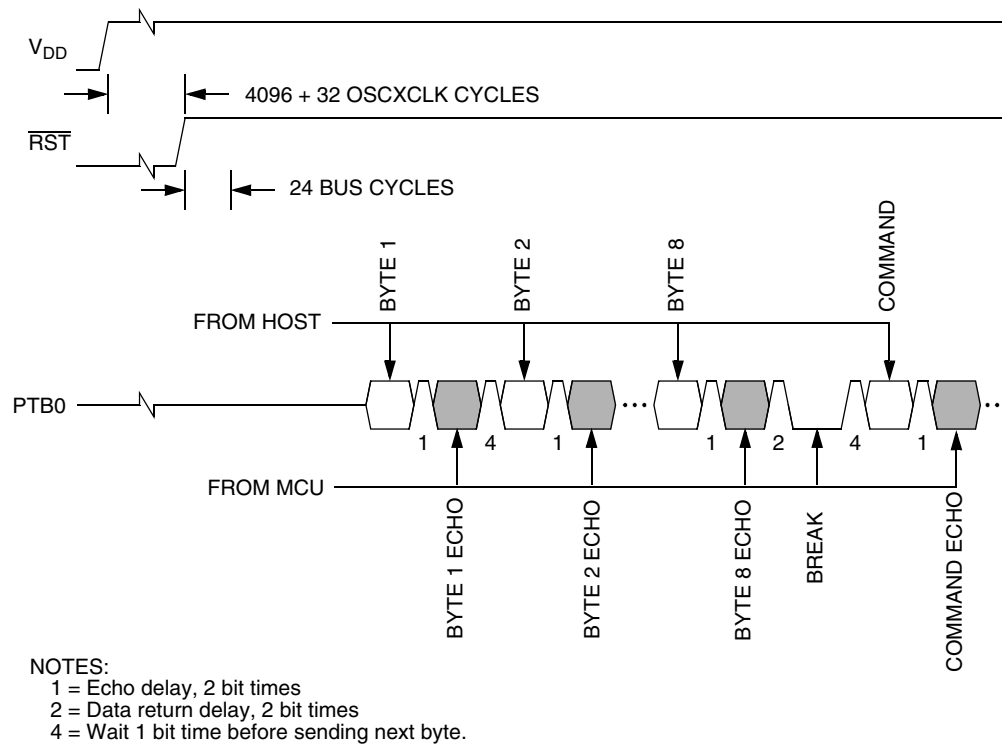 VDD
4096 + 32 OSCXCLK CYCLES
RST
24 BUS CYCLES
BYTE 1
BYTE 2
BYTE 8
COMMAND
FROM HOST
PTB0
1
4
1
1
2
4
1
FROM MCU
BYTE 1 ECHO
BYTE 2 ECHO
BYTE 8 ECHO
BREAK
COMMAND ECHO
NOTES:
1 = Echo delay, 2 bit times
2 = Data return delay, 2 bit times
4 = Wait 1 bit time before sending next byte.